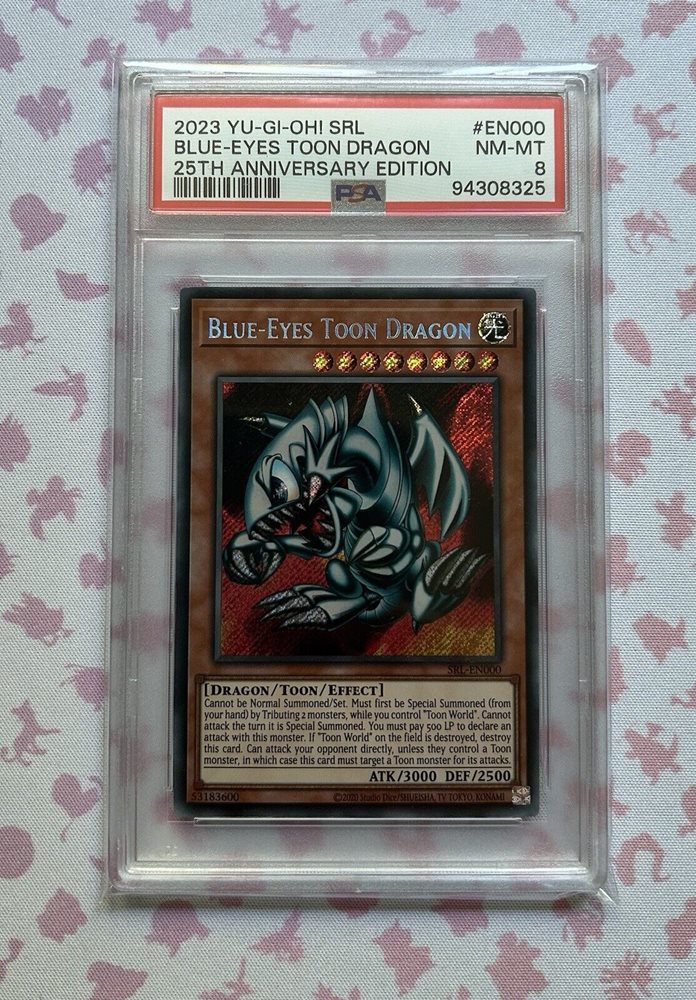 2023 YU-GI-OH! SRL #EN000
BLUE-EYES TOON DRAGON NM-MT
25TH ANNIVERSARY EDITION 8
PSA 94308325
BLUE-EYES TOON DRAGON 光
SRL-EN000
[DRAGON/TOON/EFFECT]
Cannot be Normal Summoned/Set. Must first be Special Summoned (from
your hand) by Tributing 2 monsters, while you control "Toon World". Cannot
attack the turn it is Special Summoned. You must pay 500 LP to declare an
attack with this monster. If "Toon World" on the field is destroyed, destroy
this card. Can attack your opponent directly, unless they control a Toon
monster, in which case this card must target a Toon monster for its attacks.
ATK/3000 DEF/2500
53183600 ©2020 Studio Dice/SHUEISHA, TV TOKYO, KONAMI